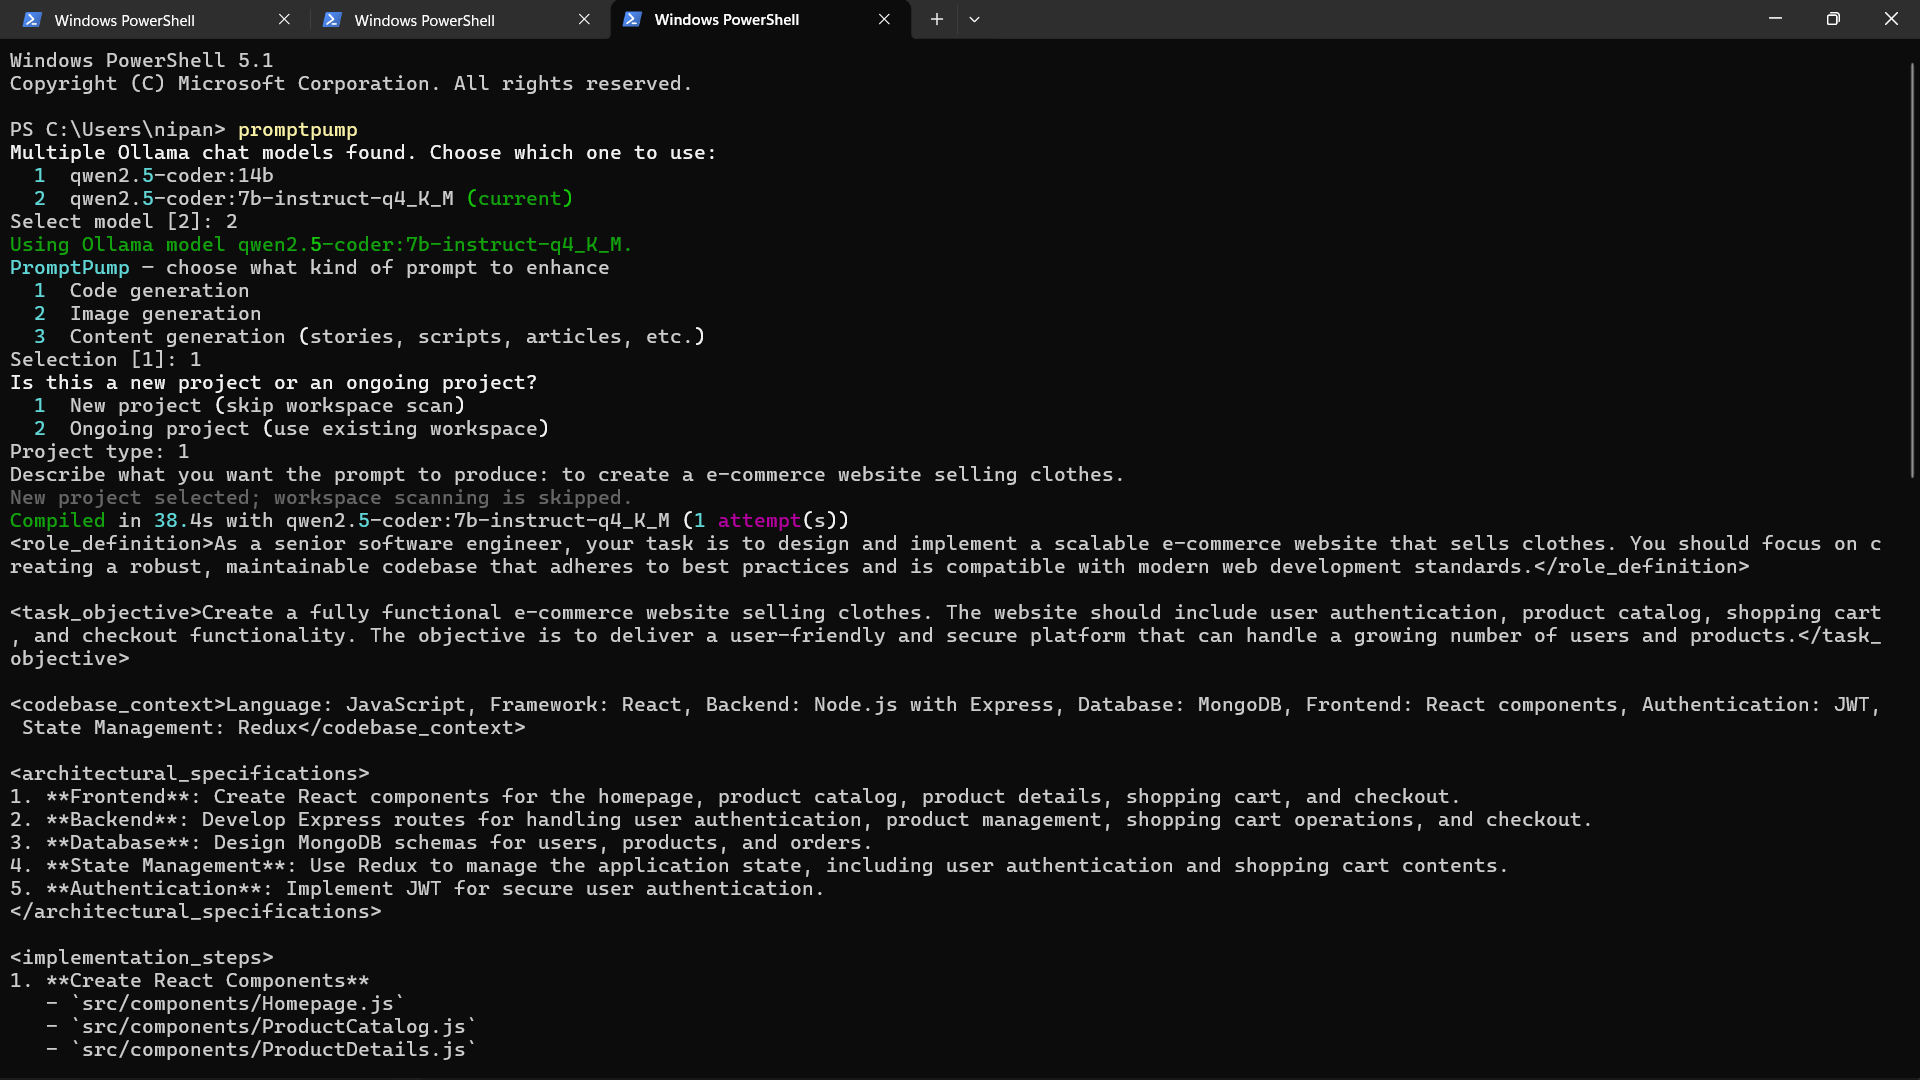 Windows PowerShell
Windows PowerShell
Windows PowerShell
Windows PowerShell 5.1
Copyright (C) Microsoft Corporation. All rights reserved.
PS C:\Users\nipan> promptpump
Multiple Ollama chat models found. Choose which one to use:
1  qwen2.5-coder:14b
2  qwen2.5-coder:7b-instruct-q4_K_M (current)
Select model [2]: 2
Using Ollama model qwen2.5-coder:7b-instruct-q4_K_M.
PromptPump — choose what kind of prompt to enhance
1  Code generation
2  Image generation
3  Content generation (stories, scripts, articles, etc.)
Selection [1]: 1
Is this a new project or an ongoing project?
1  New project (skip workspace scan)
2  Ongoing project (use existing workspace)
Project type: 1
Describe what you want the prompt to produce: to create a e-commerce website selling clothes.
New project selected; workspace scanning is skipped.
Compiled in 38.4s with qwen2.5-coder:7b-instruct-q4_K_M (1 attempt(s))
<role_definition>As a senior software engineer, your task is to design and implement a scalable e-commerce website that sells clothes. You should focus on c
reating a robust, maintainable codebase that adheres to best practices and is compatible with modern web development standards.</role_definition>
<task_objective>Create a fully functional e-commerce website selling clothes. The website should include user authentication, product catalog, shopping cart
, and checkout functionality. The objective is to deliver a user-friendly and secure platform that can handle a growing number of users and products.</task_
objective>
<codebase_context>Language: JavaScript, Framework: React, Backend: Node.js with Express, Database: MongoDB, Frontend: React components, Authentication: JWT,
State Management: Redux</codebase_context>
<architectural_specifications>
1. **Frontend**: Create React components for the homepage, product catalog, product details, shopping cart, and checkout.
2. **Backend**: Develop Express routes for handling user authentication, product management, shopping cart operations, and checkout.
3. **Database**: Design MongoDB schemas for users, products, and orders.
4. **State Management**: Use Redux to manage the application state, including user authentication and shopping cart contents.
5. **Authentication**: Implement JWT for secure user authentication.
</architectural_specifications>
<implementation_steps>
1. **Create React Components**
- `src/components/Homepage.js`
- `src/components/ProductCatalog.js`
- `src/components/ProductDetails.js`